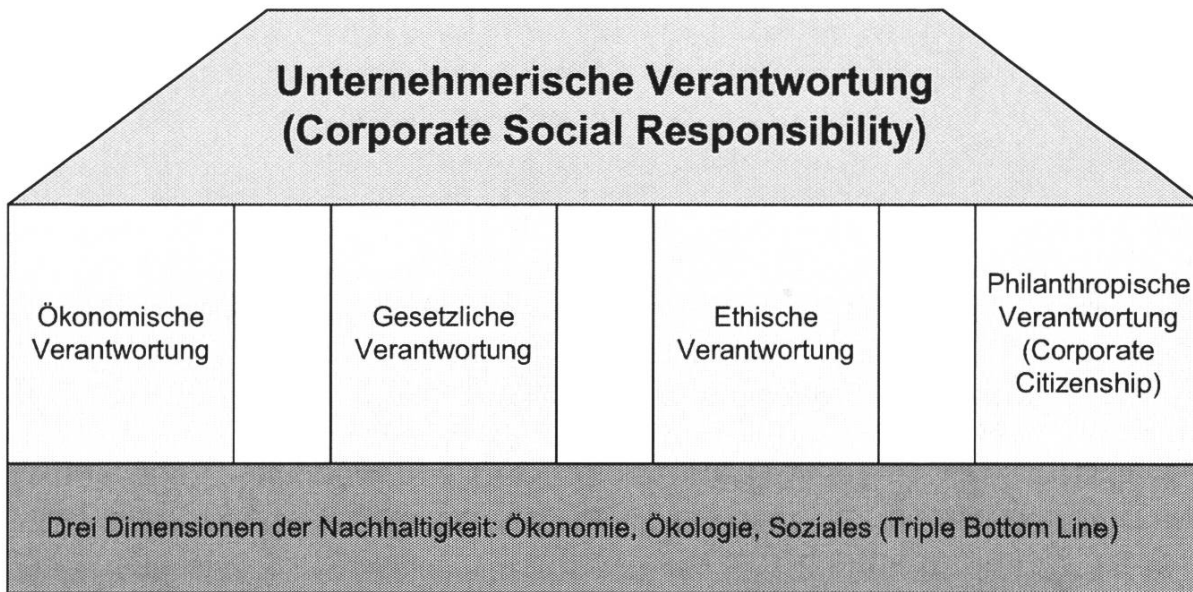 Unternehmerische Verantwortung
(Corporate Social Responsibility)
Ökonomische
Verantwortung
Gesetzliche
Verantwortung
Ethische
Verantwortung
Philanthropische
Verantwortung
(Corporate
Citizenship)
Drei Dimensionen der Nachhaltigkeit: Ökonomie, Ökologie, Soziales (Triple Bottom Line)